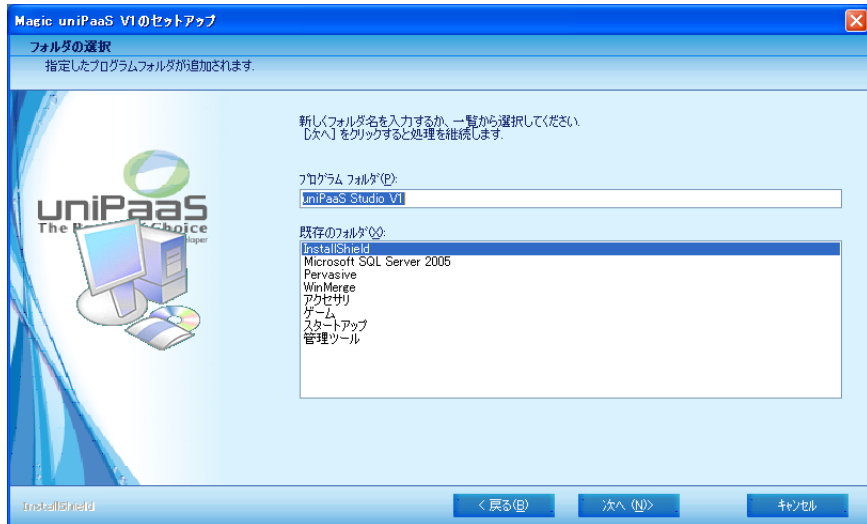 Magic uniPaaS V1のセットアップ
フォルダの選択
指定したプログラムフォルダが追加されます.
新しくフォルダ名を入力するか、一覧から選択してください.
[次へ] をクリックすると処理を継続します.
uniPaaS
The Po Choice
loper
プログラム フォルダ(P):
uniPaaS Studio V1
既存のフォルダ(X):
InstallShield
Microsoft SQL Server 2005
Pervasive
WinMerge
アクセサリ
ゲーム
スタートアップ
管理ツール
InstallShield
< 戻る(B)
次へ (N)>
キャンセル